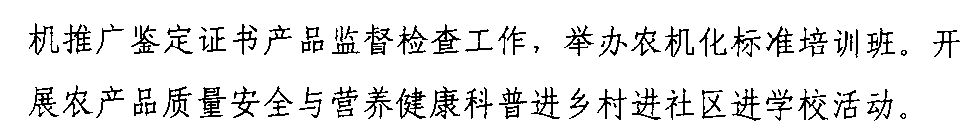 机推广鉴定证书产品监督检查工作，举办农机化标准培训班。开
展农产品质量安全与营养健康科普进乡村进社区进学校活动。